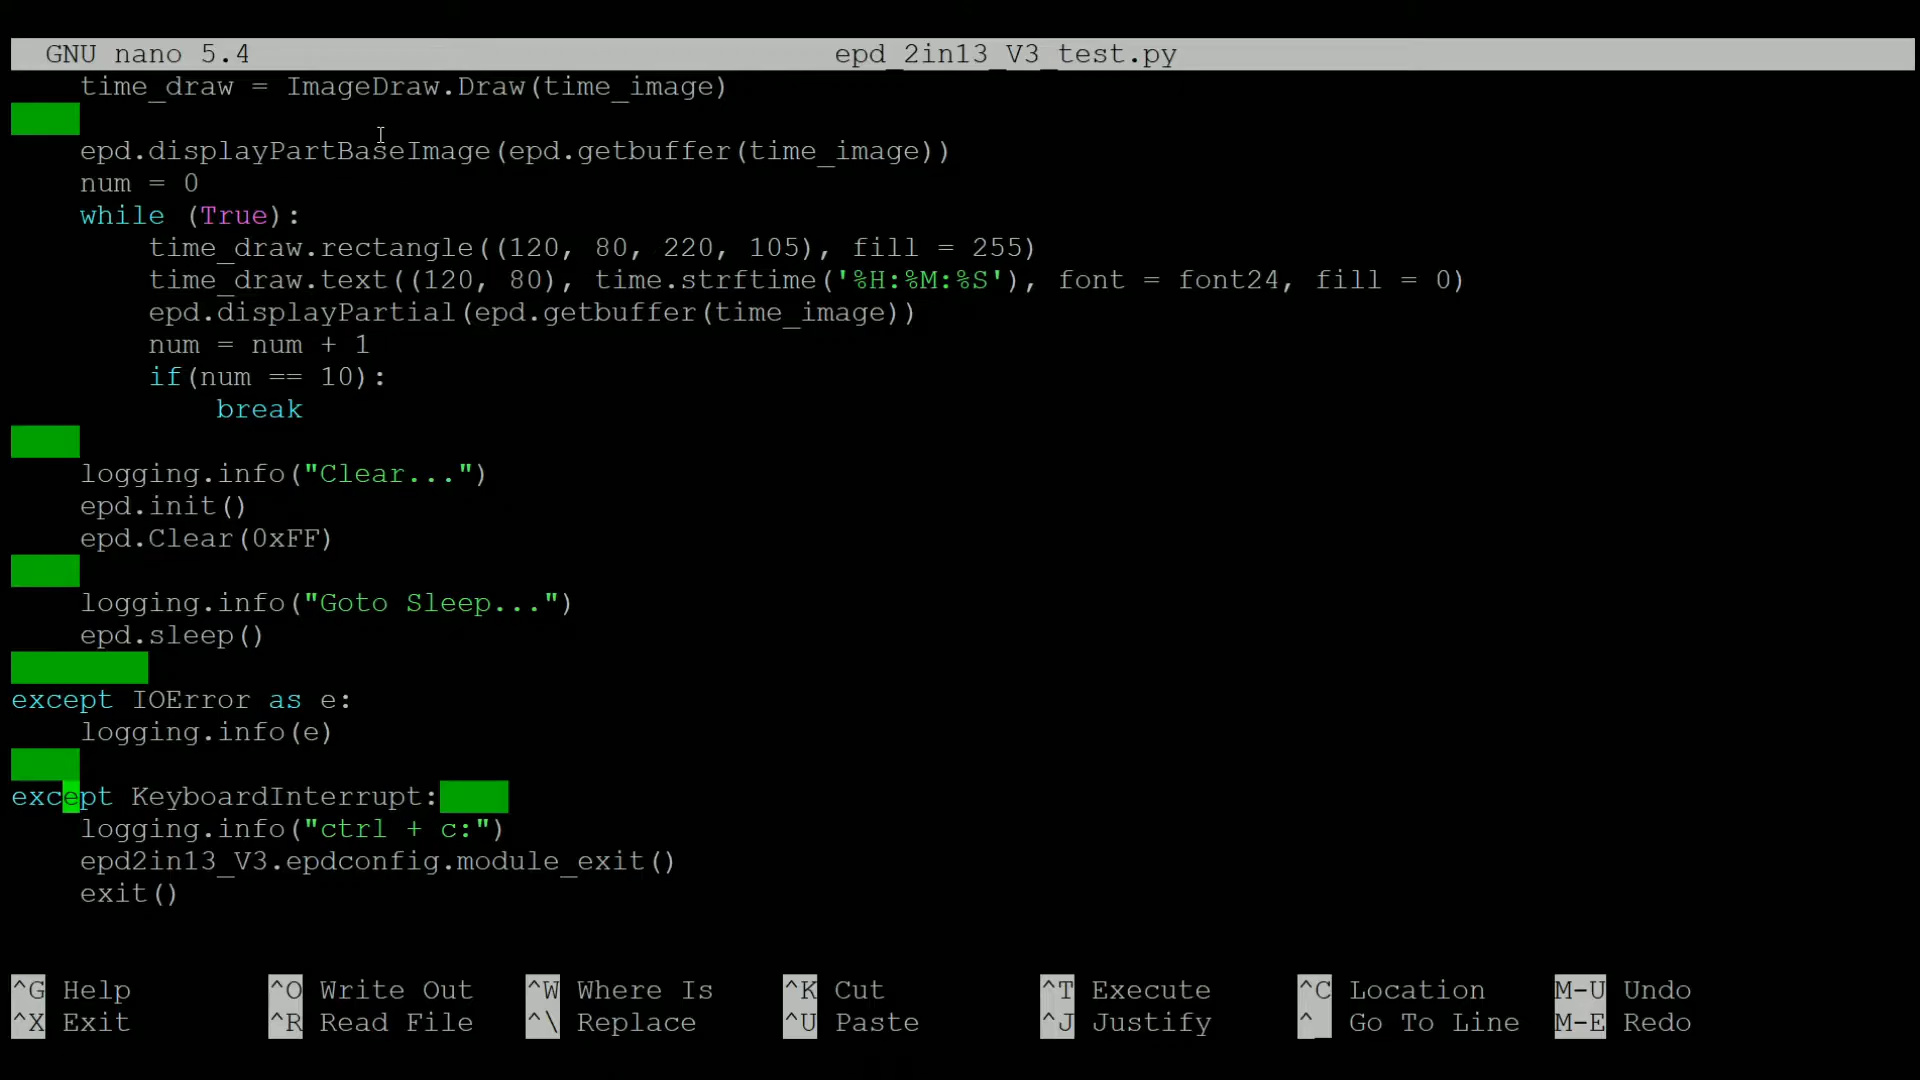 GNU nano 5.4 epd_2in13_V3_test.py
time_draw = ImageDraw.Draw(time_image)
epd.displayPartBaseImage(epd.getbuffer(time_image))
num = 0
while (True):
time_draw.rectangle((120, 80, 220, 105), fill = 255)
time_draw.text((120, 80), time.strftime('%H:%M:%S'), font = font24, fill = 0)
epd.displayPartial(epd.getbuffer(time_image))
num = num + 1
if(num == 10):
break
logging.info("Clear...")
epd.init()
epd.Clear(0xFF)
logging.info("Goto Sleep...")
epd.sleep()
except IOError as e:
logging.info(e)
except KeyboardInterrupt:
logging.info("ctrl + c:")
epd2in13_V3.epdconfig.module_exit()
exit()
^G Help ^O Write Out ^W Where Is ^K Cut ^T Execute ^C Location M-U Undo
^X Exit ^R Read File ^\ Replace ^U Paste ^J Justify ^_ Go To Line M-E Redo